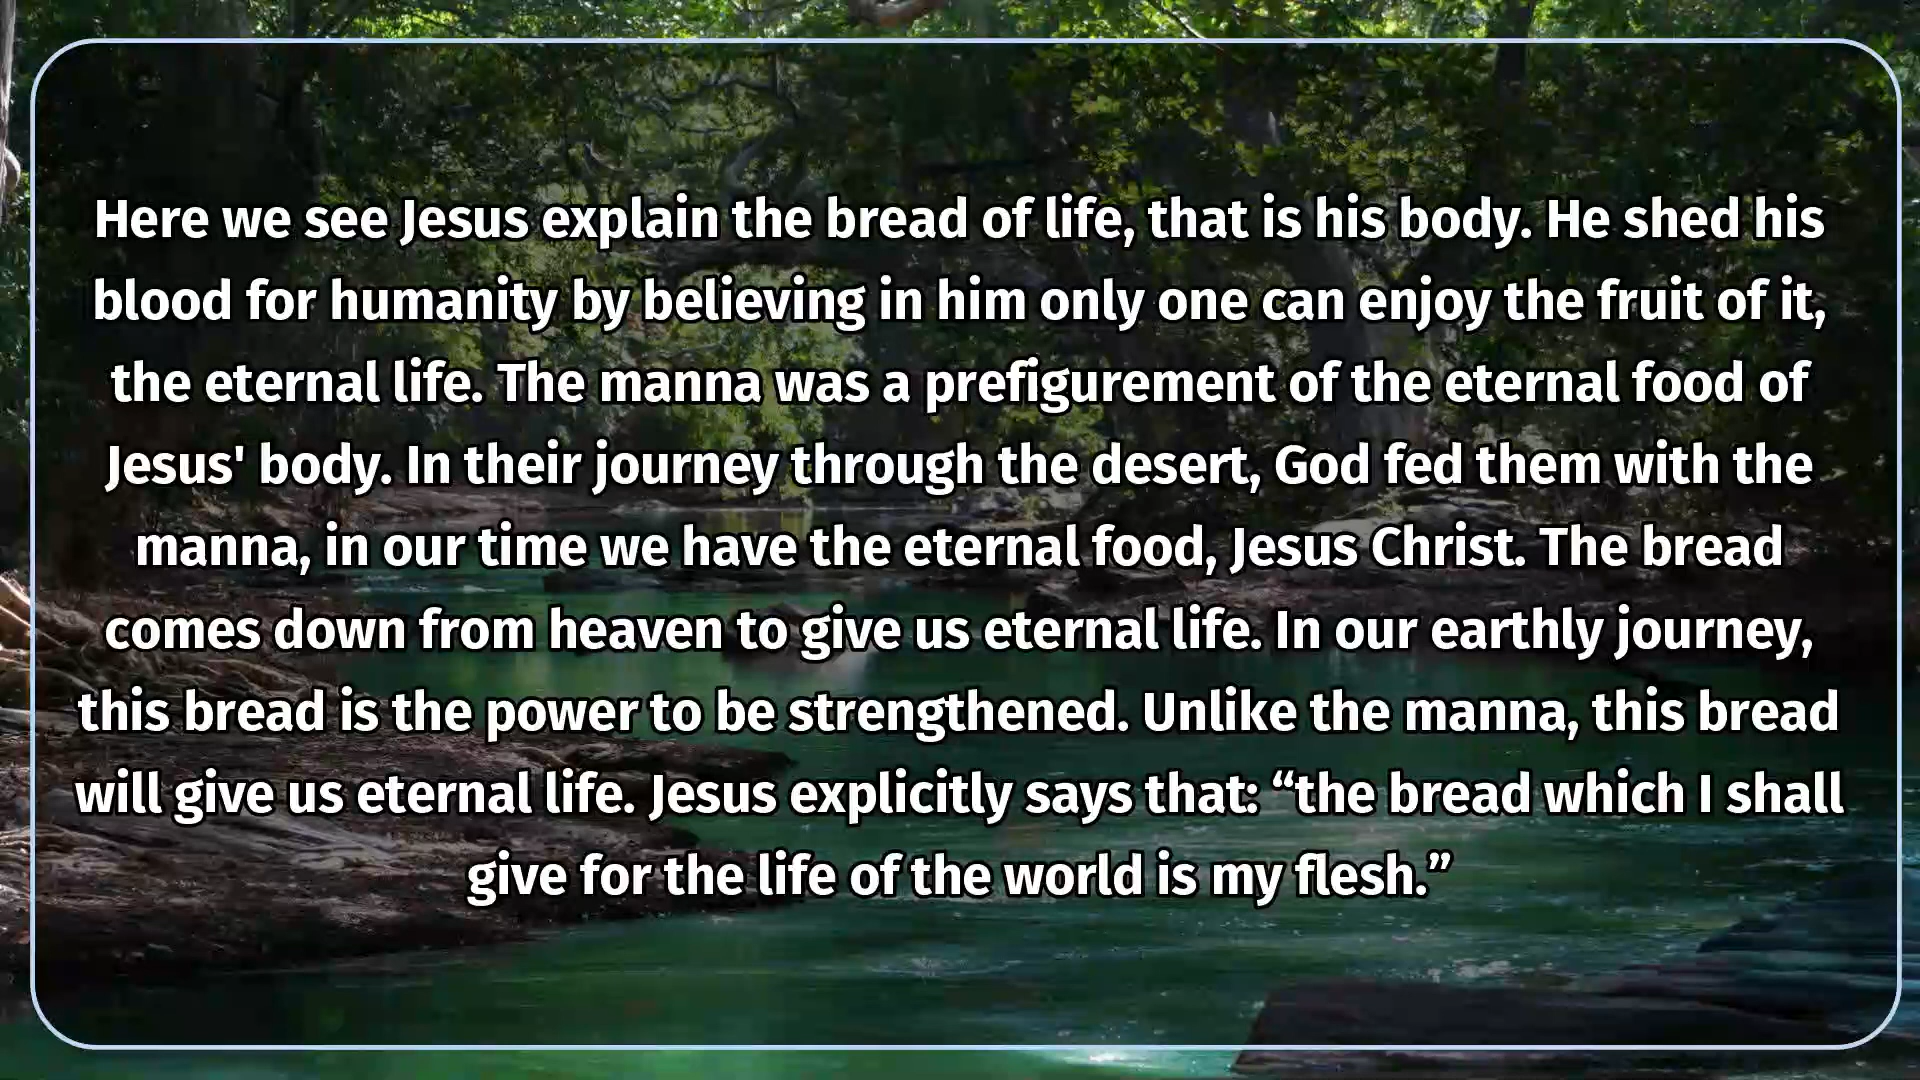 Here we see Jesus explain the bread of life, that is his body. He shed his
blood for humanity by believing in him only one can enjoy the fruit of it,
the eternal life. The manna was a prefigurement of the eternal food of
Jesus' body. In their journey through the desert, God fed them with the
manna, in our time we have the eternal food, Jesus Christ. The bread
comes down from heaven to give us eternal life. In our earthly journey,
this bread is the power to be strengthened. Unlike the manna, this bread
will give us eternal life. Jesus explicitly says that: “the bread which I shall
give for the life of the world is my flesh.”